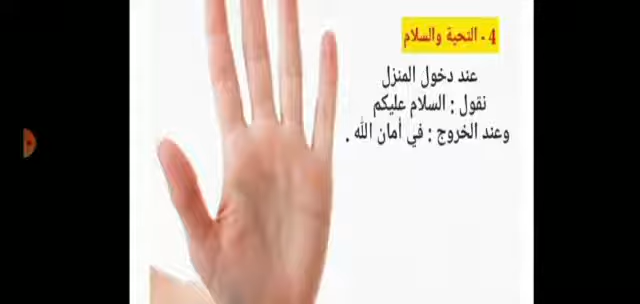 4 - التحية والسلام
عند دخول المنزل
نقول : السلام عليكم
وعند الخروج : في أمان الله .